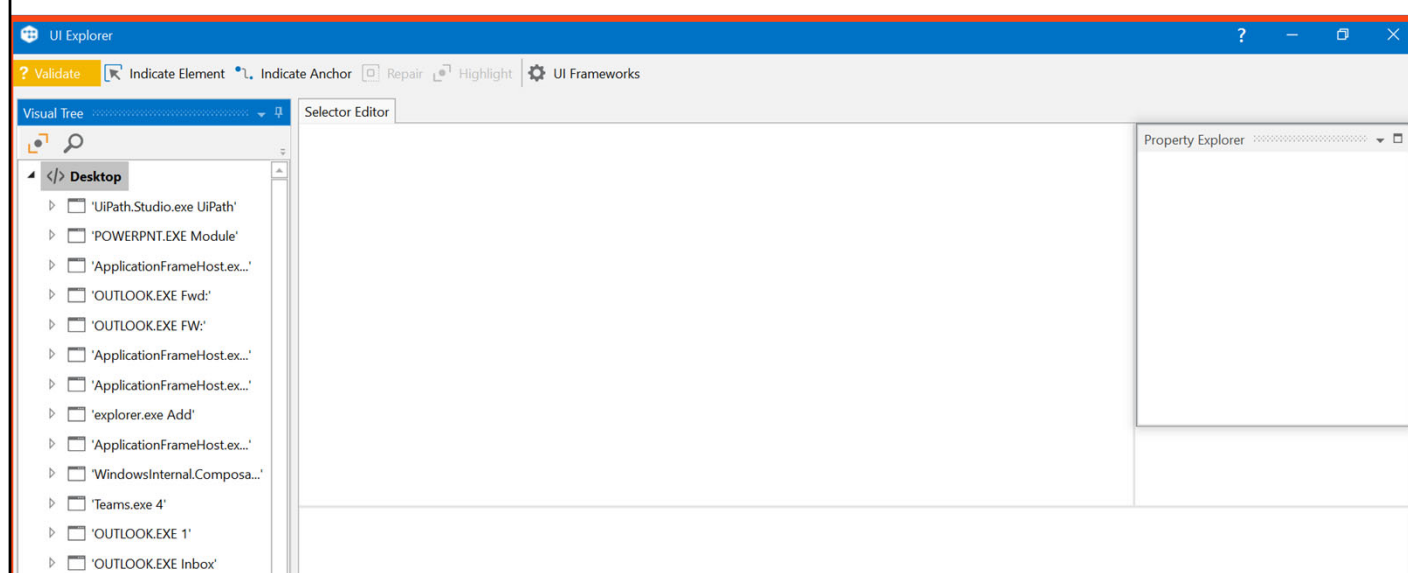 UI Explorer
? Validate Indicate Element Indicate Anchor Repair Highlight UI Frameworks
Visual Tree
Selector Editor
Property Explorer
</> Desktop
'UiPath.Studio.exe UiPath'
'POWERPNT.EXE Module'
'ApplicationFrameHost.ex...'
'OUTLOOK.EXE Fwd:'
'OUTLOOK.EXE FW:'
'ApplicationFrameHost.ex...'
'ApplicationFrameHost.ex...'
'explorer.exe Add'
'ApplicationFrameHost.ex...'
'WindowsInternal.Composa...'
'Teams.exe 4'
'OUTLOOK.EXE 1'
'OUTLOOK.EXE Inbox'